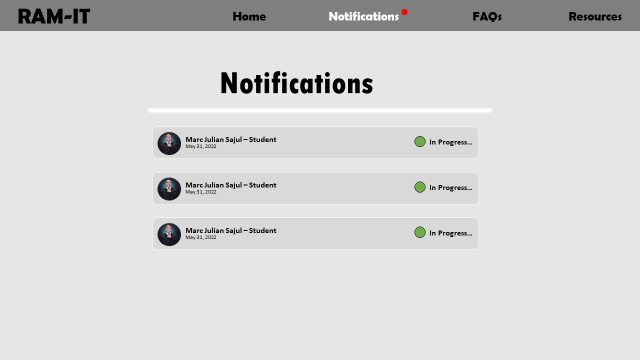 RAM-IT Home Notifications FAQs Resources
Notifications
Marc Julian Sajul – Student
May 31, 2022
In Progress...
Marc Julian Sajul – Student
May 31, 2022
In Progress...
Marc Julian Sajul – Student
May 31, 2022
In Progress...